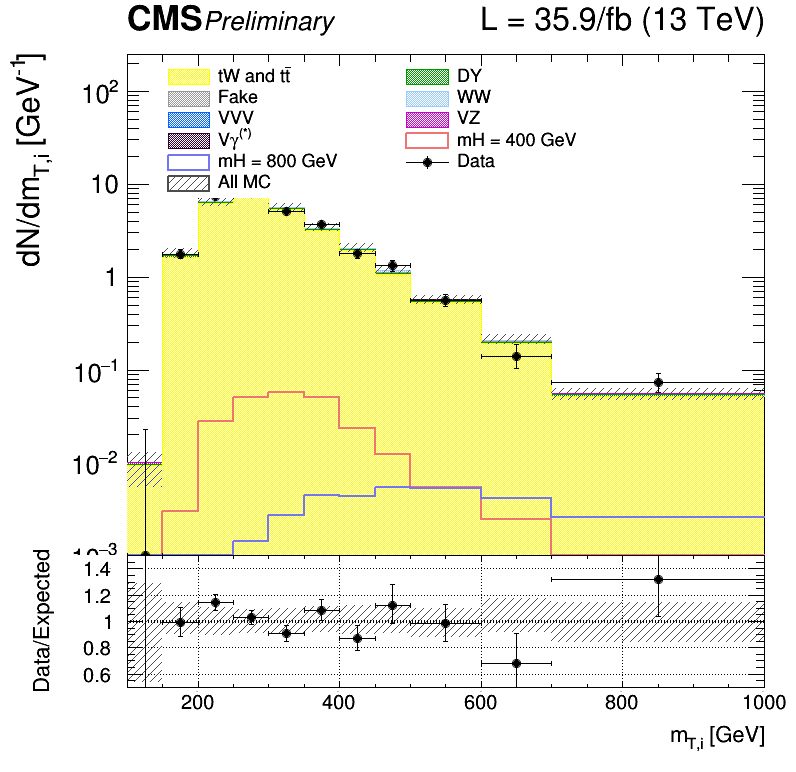 CMS Preliminary L = 35.9/fb (13 TeV)
dN/dm_T,i [GeV⁻¹]
tW and tt̄ DY
Fake WW
VVV VZ
Vγ(*) mH = 400 GeV
mH = 800 GeV Data
All MC
10²
10
1
10⁻¹
10⁻²
10⁻³
Data/Expected
1.4
1.2
1
0.8
0.6
200 400 600 800 1000
m_T,i [GeV]